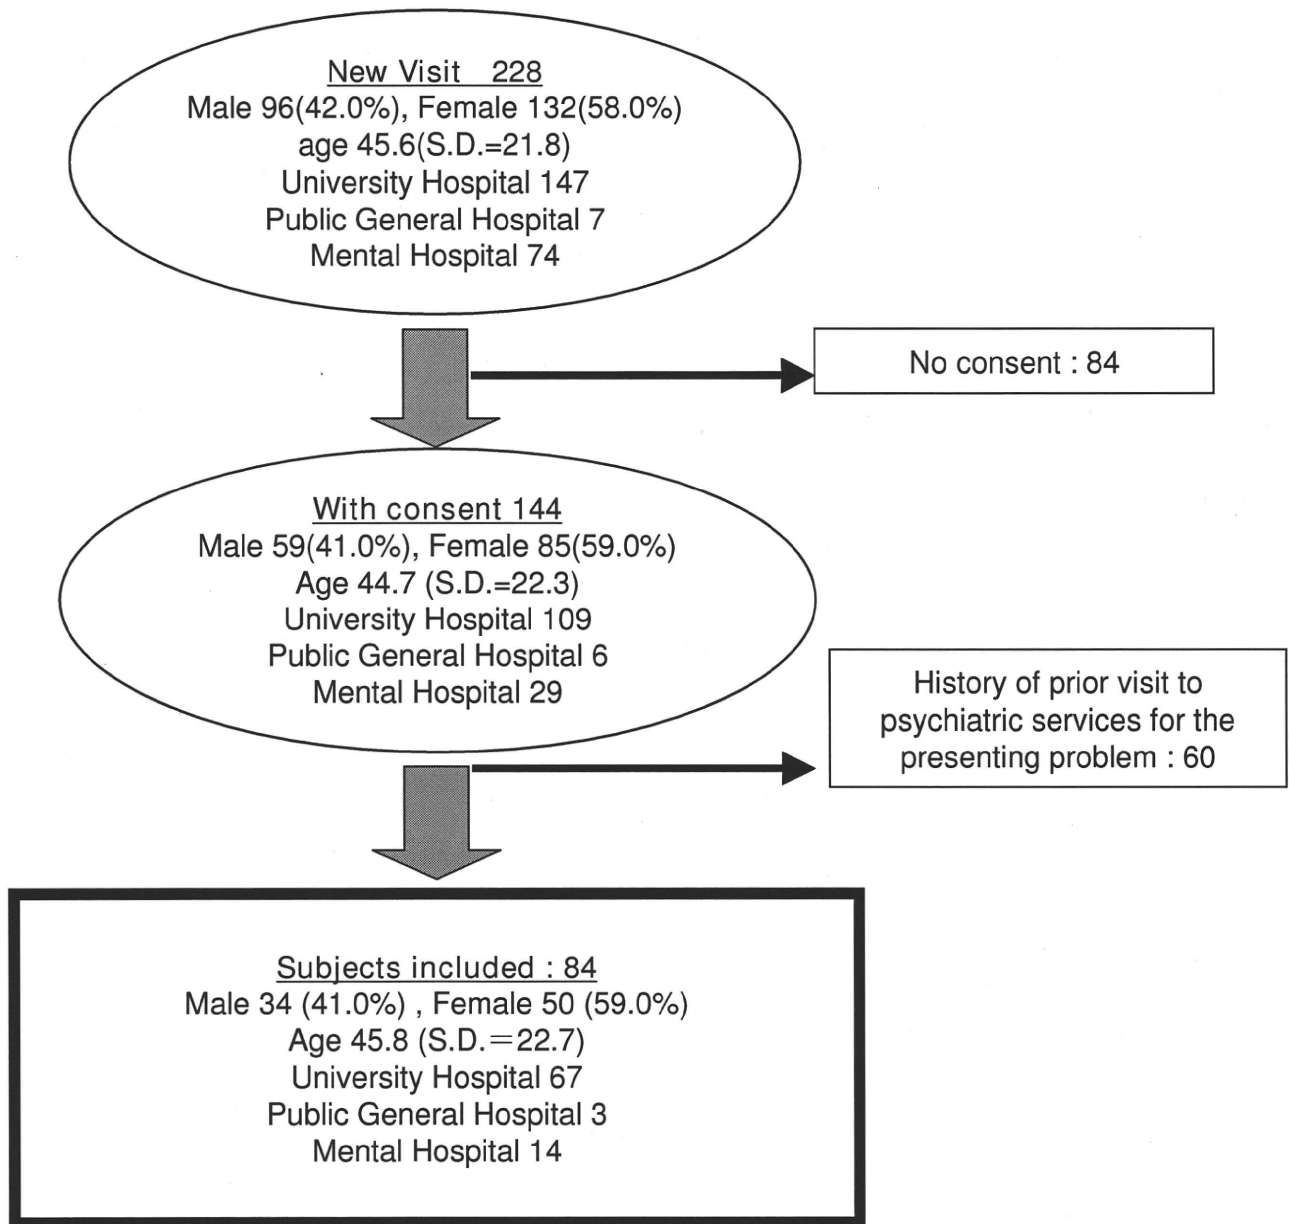 New Visit 228
Male 96(42.0%), Female 132(58.0%)
age 45.6(S.D.=21.8)
University Hospital 147
Public General Hospital 7
Mental Hospital 74
No consent : 84
With consent 144
Male 59(41.0%), Female 85(59.0%)
Age 44.7 (S.D.=22.3)
University Hospital 109
Public General Hospital 6
Mental Hospital 29
History of prior visit to
psychiatric services for the
presenting problem : 60
Subjects included : 84
Male 34 (41.0%) , Female 50 (59.0%)
Age 45.8 (S.D.=22.7)
University Hospital 67
Public General Hospital 3
Mental Hospital 14